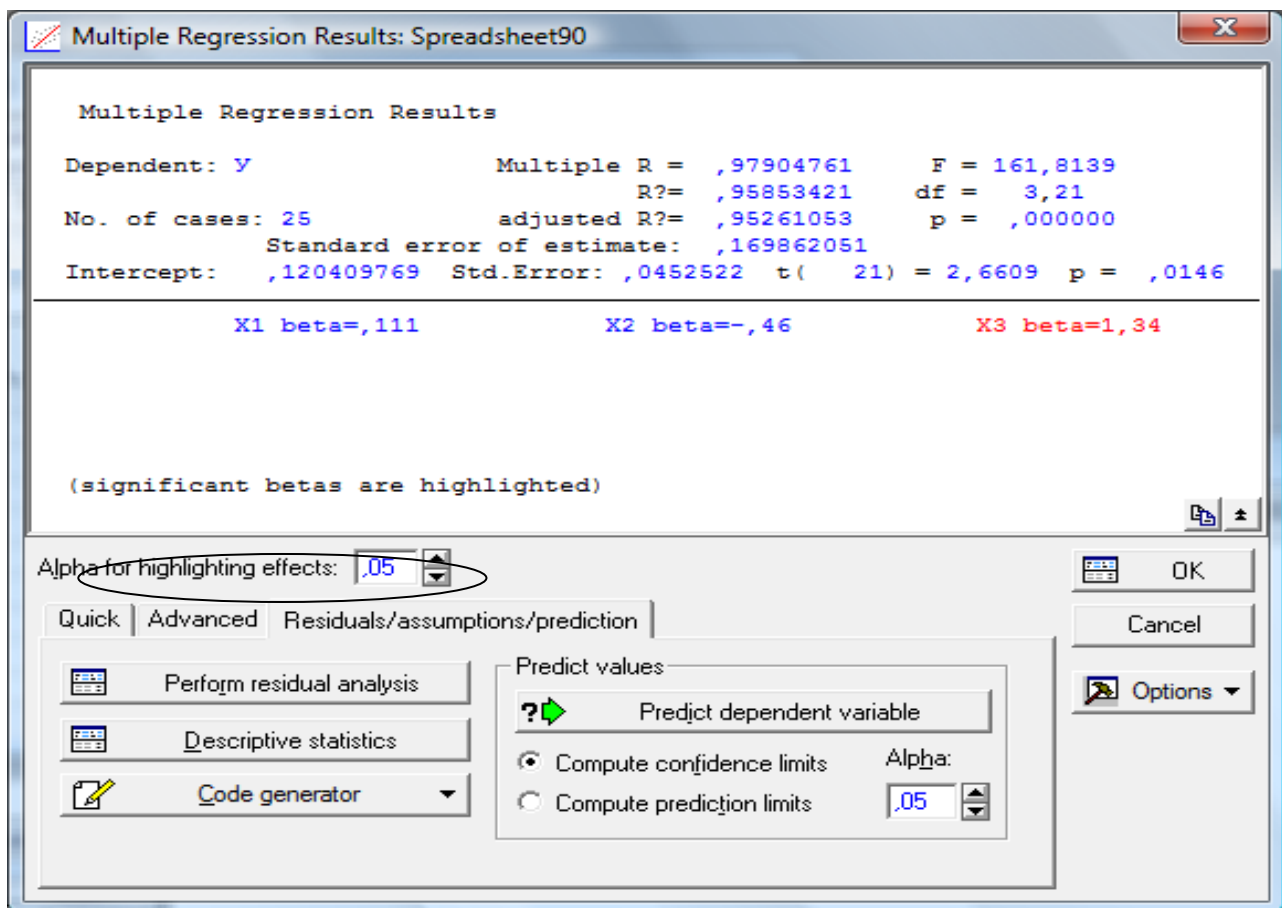 Multiple Regression Results: Spreadsheet90
Multiple Regression Results
Dependent: У Multiple R = ,97904761 F = 161,8139
R?= ,95853421 df = 3,21
No. of cases: 25 adjusted R?= ,95261053 p = ,000000
Standard error of estimate: ,169862051
Intercept: ,120409769 Std.Error: ,0452522 t( 21) = 2,6609 p = ,0146
X1 beta=,111 X2 beta=-,46 X3 beta=1,34
(significant betas are highlighted)
Alpha for highlighting effects: ,05
OK
Quick Advanced Residuals/assumptions/prediction
Cancel
Perform residual analysis
Descriptive statistics
Code generator
Predict values
? Predict dependent variable
Compute confidence limits
Compute prediction limits
Alpha:
,05
Options